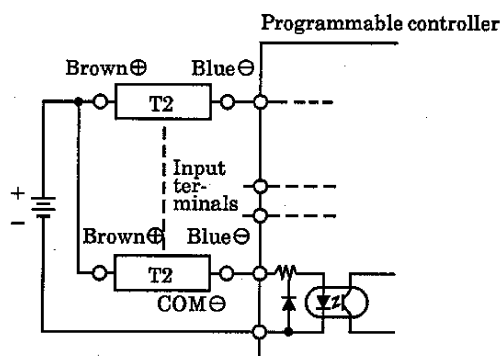 Programmable controller
Brown⊕ Blue⊖
T2
Input
ter-
minals
+
−
Brown⊕ Blue⊖
T2
COM⊖